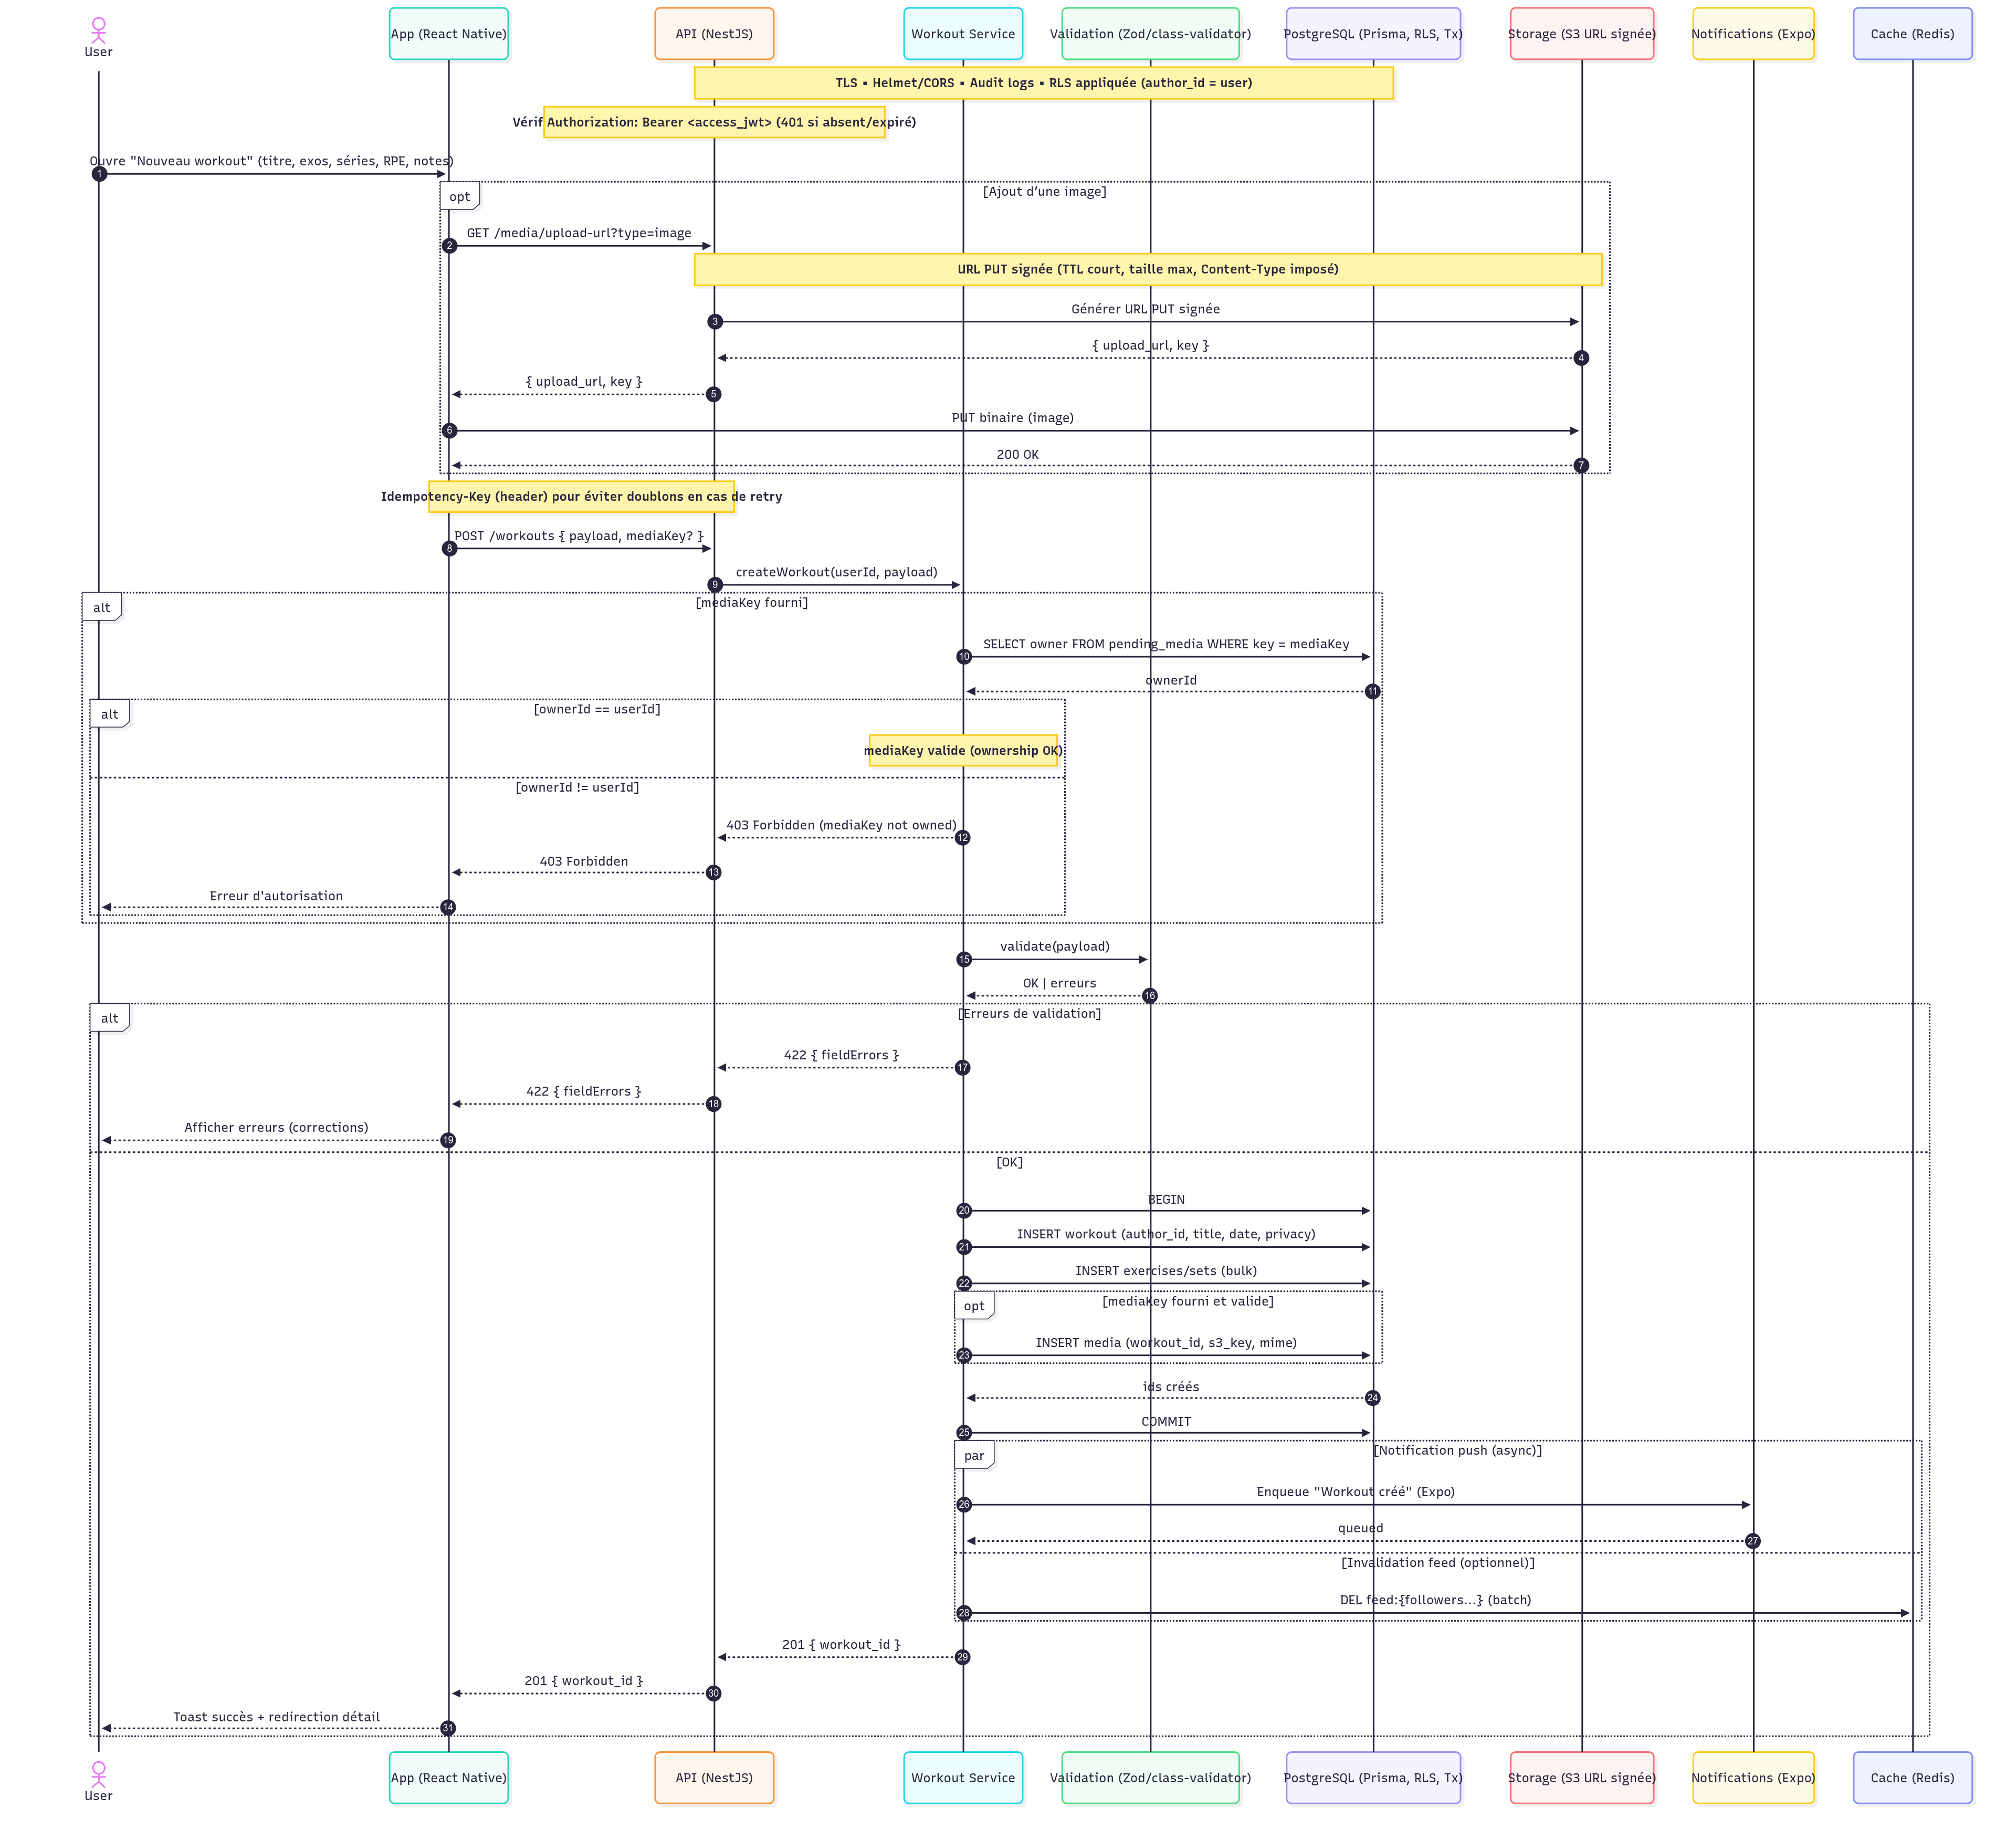 User
App (React Native)
API (NestJS)
Workout Service
Validation (Zod/class-validator)
PostgreSQL (Prisma, RLS, Tx)
Storage (S3 URL signée)
Notifications (Expo)
Cache (Redis)
TLS • Helmet/CORS • Audit logs • RLS appliquée (author_id = user)
Vérif Authorization: Bearer <access_jwt> (401 si absent/expiré)
Ouvre "Nouveau workout" (titre, exos, séries, RPE, notes)
1
opt
[Ajout d’une image]
GET /media/upload-url?type=image
2
URL PUT signée (TTL court, taille max, Content-Type imposé)
Générer URL PUT signée
3
{ upload_url, key }
4
{ upload_url, key }
5
PUT binaire (image)
6
200 OK
7
Idempotency-Key (header) pour éviter doublons en cas de retry
POST /workouts { payload, mediaKey? }
8
createWorkout(userId, payload)
9
alt
[mediaKey fourni]
SELECT owner FROM pending_media WHERE key = mediaKey
10
ownerId
11
alt
[ownerId == userId]
mediaKey valide (ownership OK)
[ownerId != userId]
403 Forbidden (mediaKey not owned)
12
403 Forbidden
13
Erreur d'autorisation
14
validate(payload)
15
OK | erreurs
16
alt
[Erreurs de validation]
422 { fieldErrors }
17
422 { fieldErrors }
18
Afficher erreurs (corrections)
19
[OK]
BEGIN
20
INSERT workout (author_id, title, date, privacy)
21
INSERT exercises/sets (bulk)
22
opt
[mediaKey fourni et valide]
INSERT media (workout_id, s3_key, mime)
23
ids créés
24
COMMIT
25
par
[Notification push (async)]
Enqueue "Workout créé" (Expo)
26
queued
27
[Invalidation feed (optionnel)]
DEL feed:{followers...} (batch)
28
201 { workout_id }
29
201 { workout_id }
30
Toast succès + redirection détail
31
User
App (React Native)
API (NestJS)
Workout Service
Validation (Zod/class-validator)
PostgreSQL (Prisma, RLS, Tx)
Storage (S3 URL signée)
Notifications (Expo)
Cache (Redis)